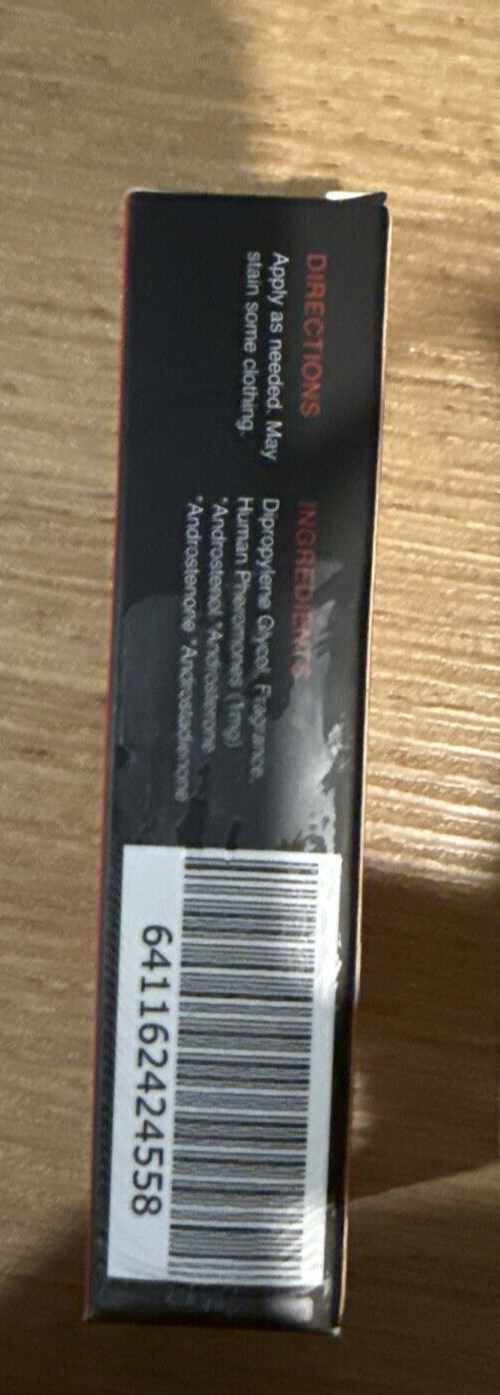 DIRECTIONS
Apply as needed. May
stain some clothing.
INGREDIENTS
Dipropylene Glycol, Fragrance,
Human Pheromones (1mg)
*Androstenol *Androsterone
*Androstenone *Androstadienone
641162424558